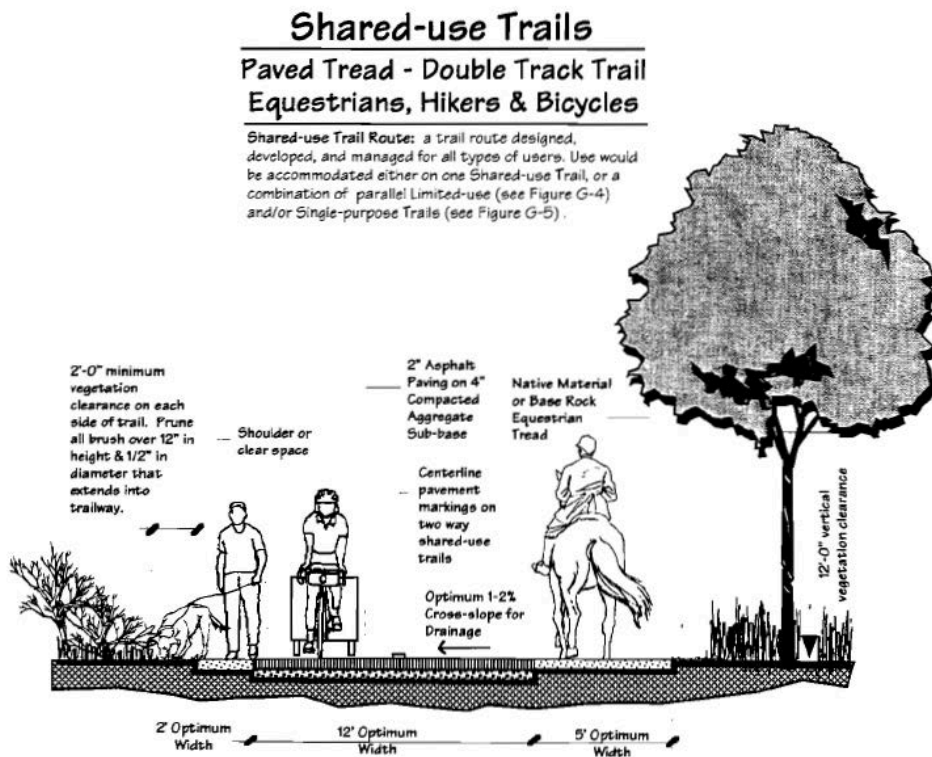 Shared-use Trails
Paved Tread - Double Track Trail
Equestrians, Hikers & Bicycles
Shared-use Trail Route: a trail route designed,
developed, and managed for all types of users. Use would
be accommodated either on one Shared-use Trail, or a
combination of parallel Limited-use (see Figure G-4)
and/or Single-purpose Trails (see Figure G-5).
2'-0" minimum
vegetation
clearance on each
side of trail. Prune
all brush over 12" in
height & 1/2" in
diameter that
extends into
trailway.
Shoulder or
clear space
2" Asphalt
Paving on 4"
Compacted
Aggregate
Sub-base
Native Material
or Base Rock
Equestrian
Tread
Centerline
pavement
markings on
two way
shared-use
trails
Optimum 1-2%
Cross-slope for
Drainage
12'-0" vertical
vegetation clearance
2' Optimum
Width
12' Optimum
Width
5' Optimum
Width